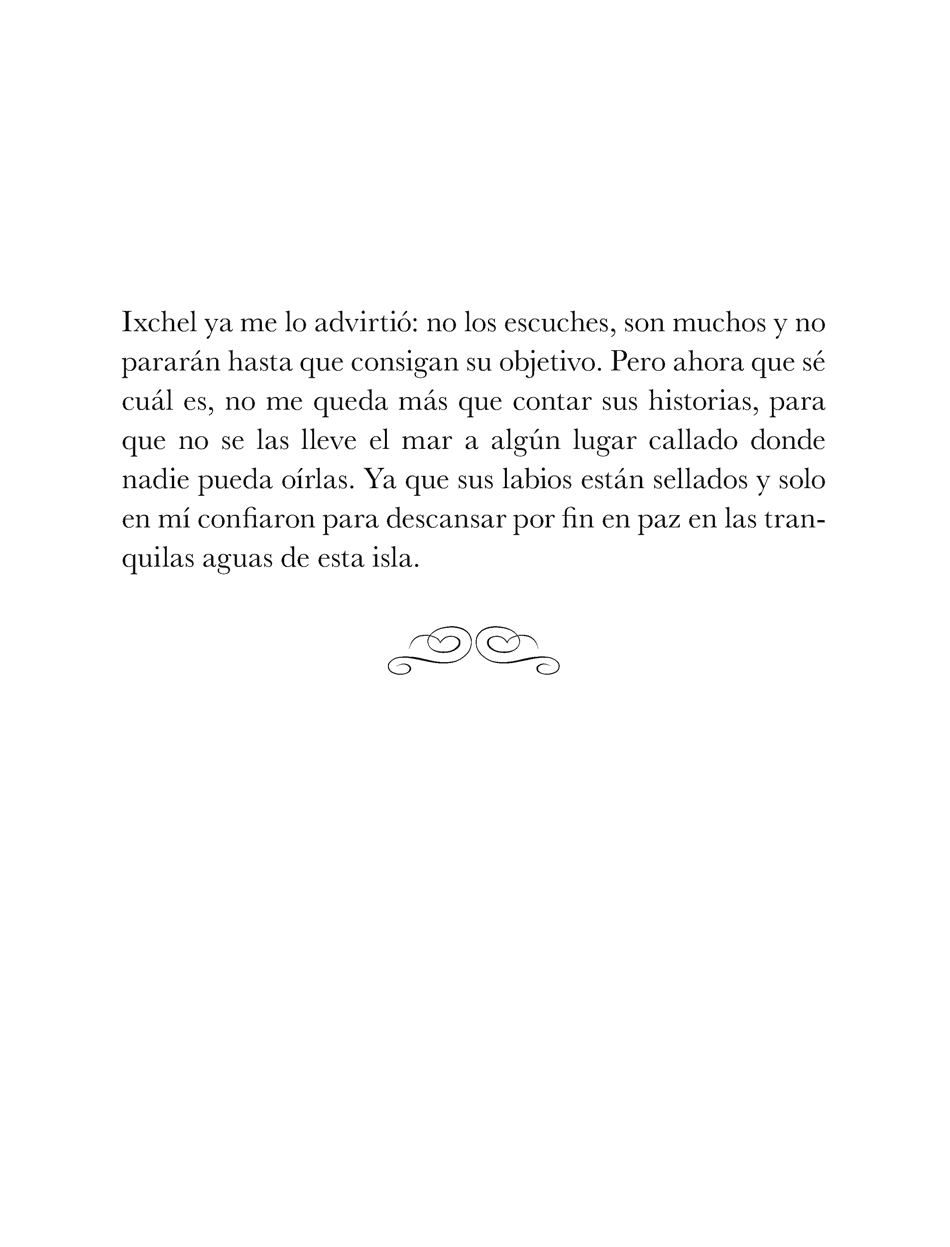 Ixchel ya me lo advirtió: no los escuches, son muchos y no
pararán hasta que consigan su objetivo. Pero ahora que sé
cuál es, no me queda más que contar sus historias, para
que no se las lleve el mar a algún lugar callado donde
nadie pueda oírlas. Ya que sus labios están sellados y solo
en mí confiaron para descansar por fin en paz en las tran-
quilas aguas de esta isla.